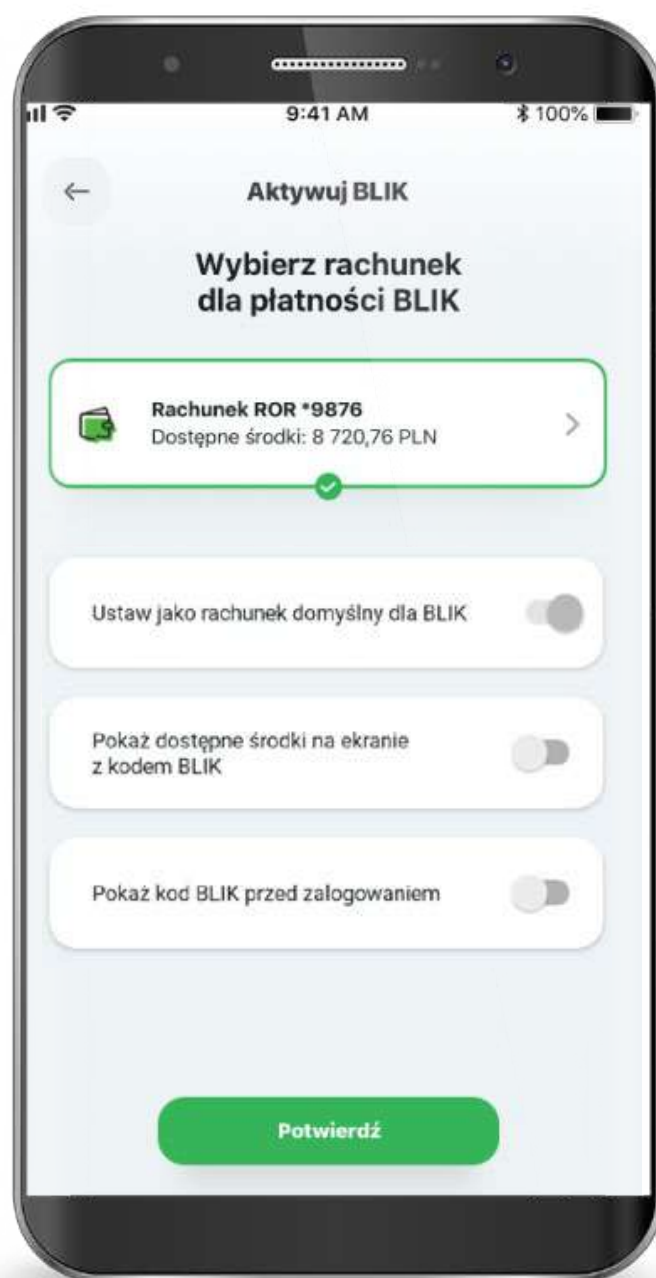 9:41 AM
100%
Aktywuj BLIK
Wybierz rachunek
dla płatności BLIK
Rachunek ROR *9876
Dostępne środki: 8 720,76 PLN
Ustaw jako rachunek domyślny dla BLIK
Pokaż dostępne środki na ekranie
z kodem BLIK
Pokaż kod BLIK przed zalogowaniem
Potwierdź